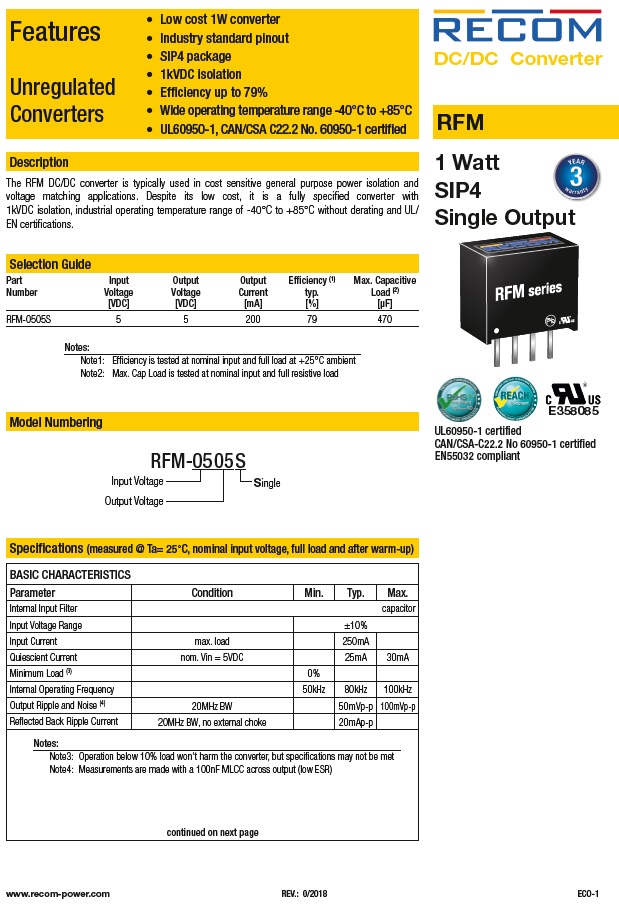 Features
Unregulated
Converters
• Low cost 1W converter
• Industry standard pinout
• SIP4 package
• 1kVDC isolation
• Efficiency up to 79%
• Wide operating temperature range -40°C to +85°C
• UL60950-1, CAN/CSA C22.2 No. 60950-1 certified
RECOM
DC/DC Converter
Description
The RFM DC/DC converter is typically used in cost sensitive general purpose power isolation and
voltage matching applications. Despite its low cost, it is a fully specified converter with
1kVDC isolation, industrial operating temperature range of -40°C to +85°C without derating and UL/
EN certifications.
RFM
1 Watt
SIP4
Single Output
YEAR
3
warranty
RFM series
Selection Guide
Part Number Input Voltage [VDC] Output Voltage [VDC] Output Current [mA] Efficiency (1) typ. [%] Max. Capacitive Load (2) [µF]
RFM-0505S 5 5 200 79 470
Notes:
Note1: Efficiency is tested at nominal input and full load at +25°C ambient
Note2: Max. Cap Load is tested at nominal input and full resistive load
REACH
c US
E358085
UL60950-1 certified
CAN/CSA-C22.2 No 60950-1 certified
EN55032 compliant
Model Numbering
RFM-0505S
Input Voltage
Single
Output Voltage
Specifications (measured @ Ta= 25°C, nominal input voltage, full load and after warm-up)
BASIC CHARACTERISTICS
Parameter Condition Min. Typ. Max.
Internal Input Filter capacitor
Input Voltage Range ±10%
Input Current max. load 250mA
Quiescent Current nom. Vin = 5VDC 25mA 30mA
Minimum Load (3) 0%
Internal Operating Frequency 50kHz 80kHz 100kHz
Output Ripple and Noise (4) 20MHz BW 50mVp-p 100mVp-p
Reflected Back Ripple Current 20MHz BW, no external choke 20mAp-p
Notes:
Note3: Operation below 10% load won't harm the converter, but specifications may not be met
Note4: Measurements are made with a 100nF MLCC across output (low ESR)
continued on next page
www.recom-power.com REV.: 0/2018 ECO-1